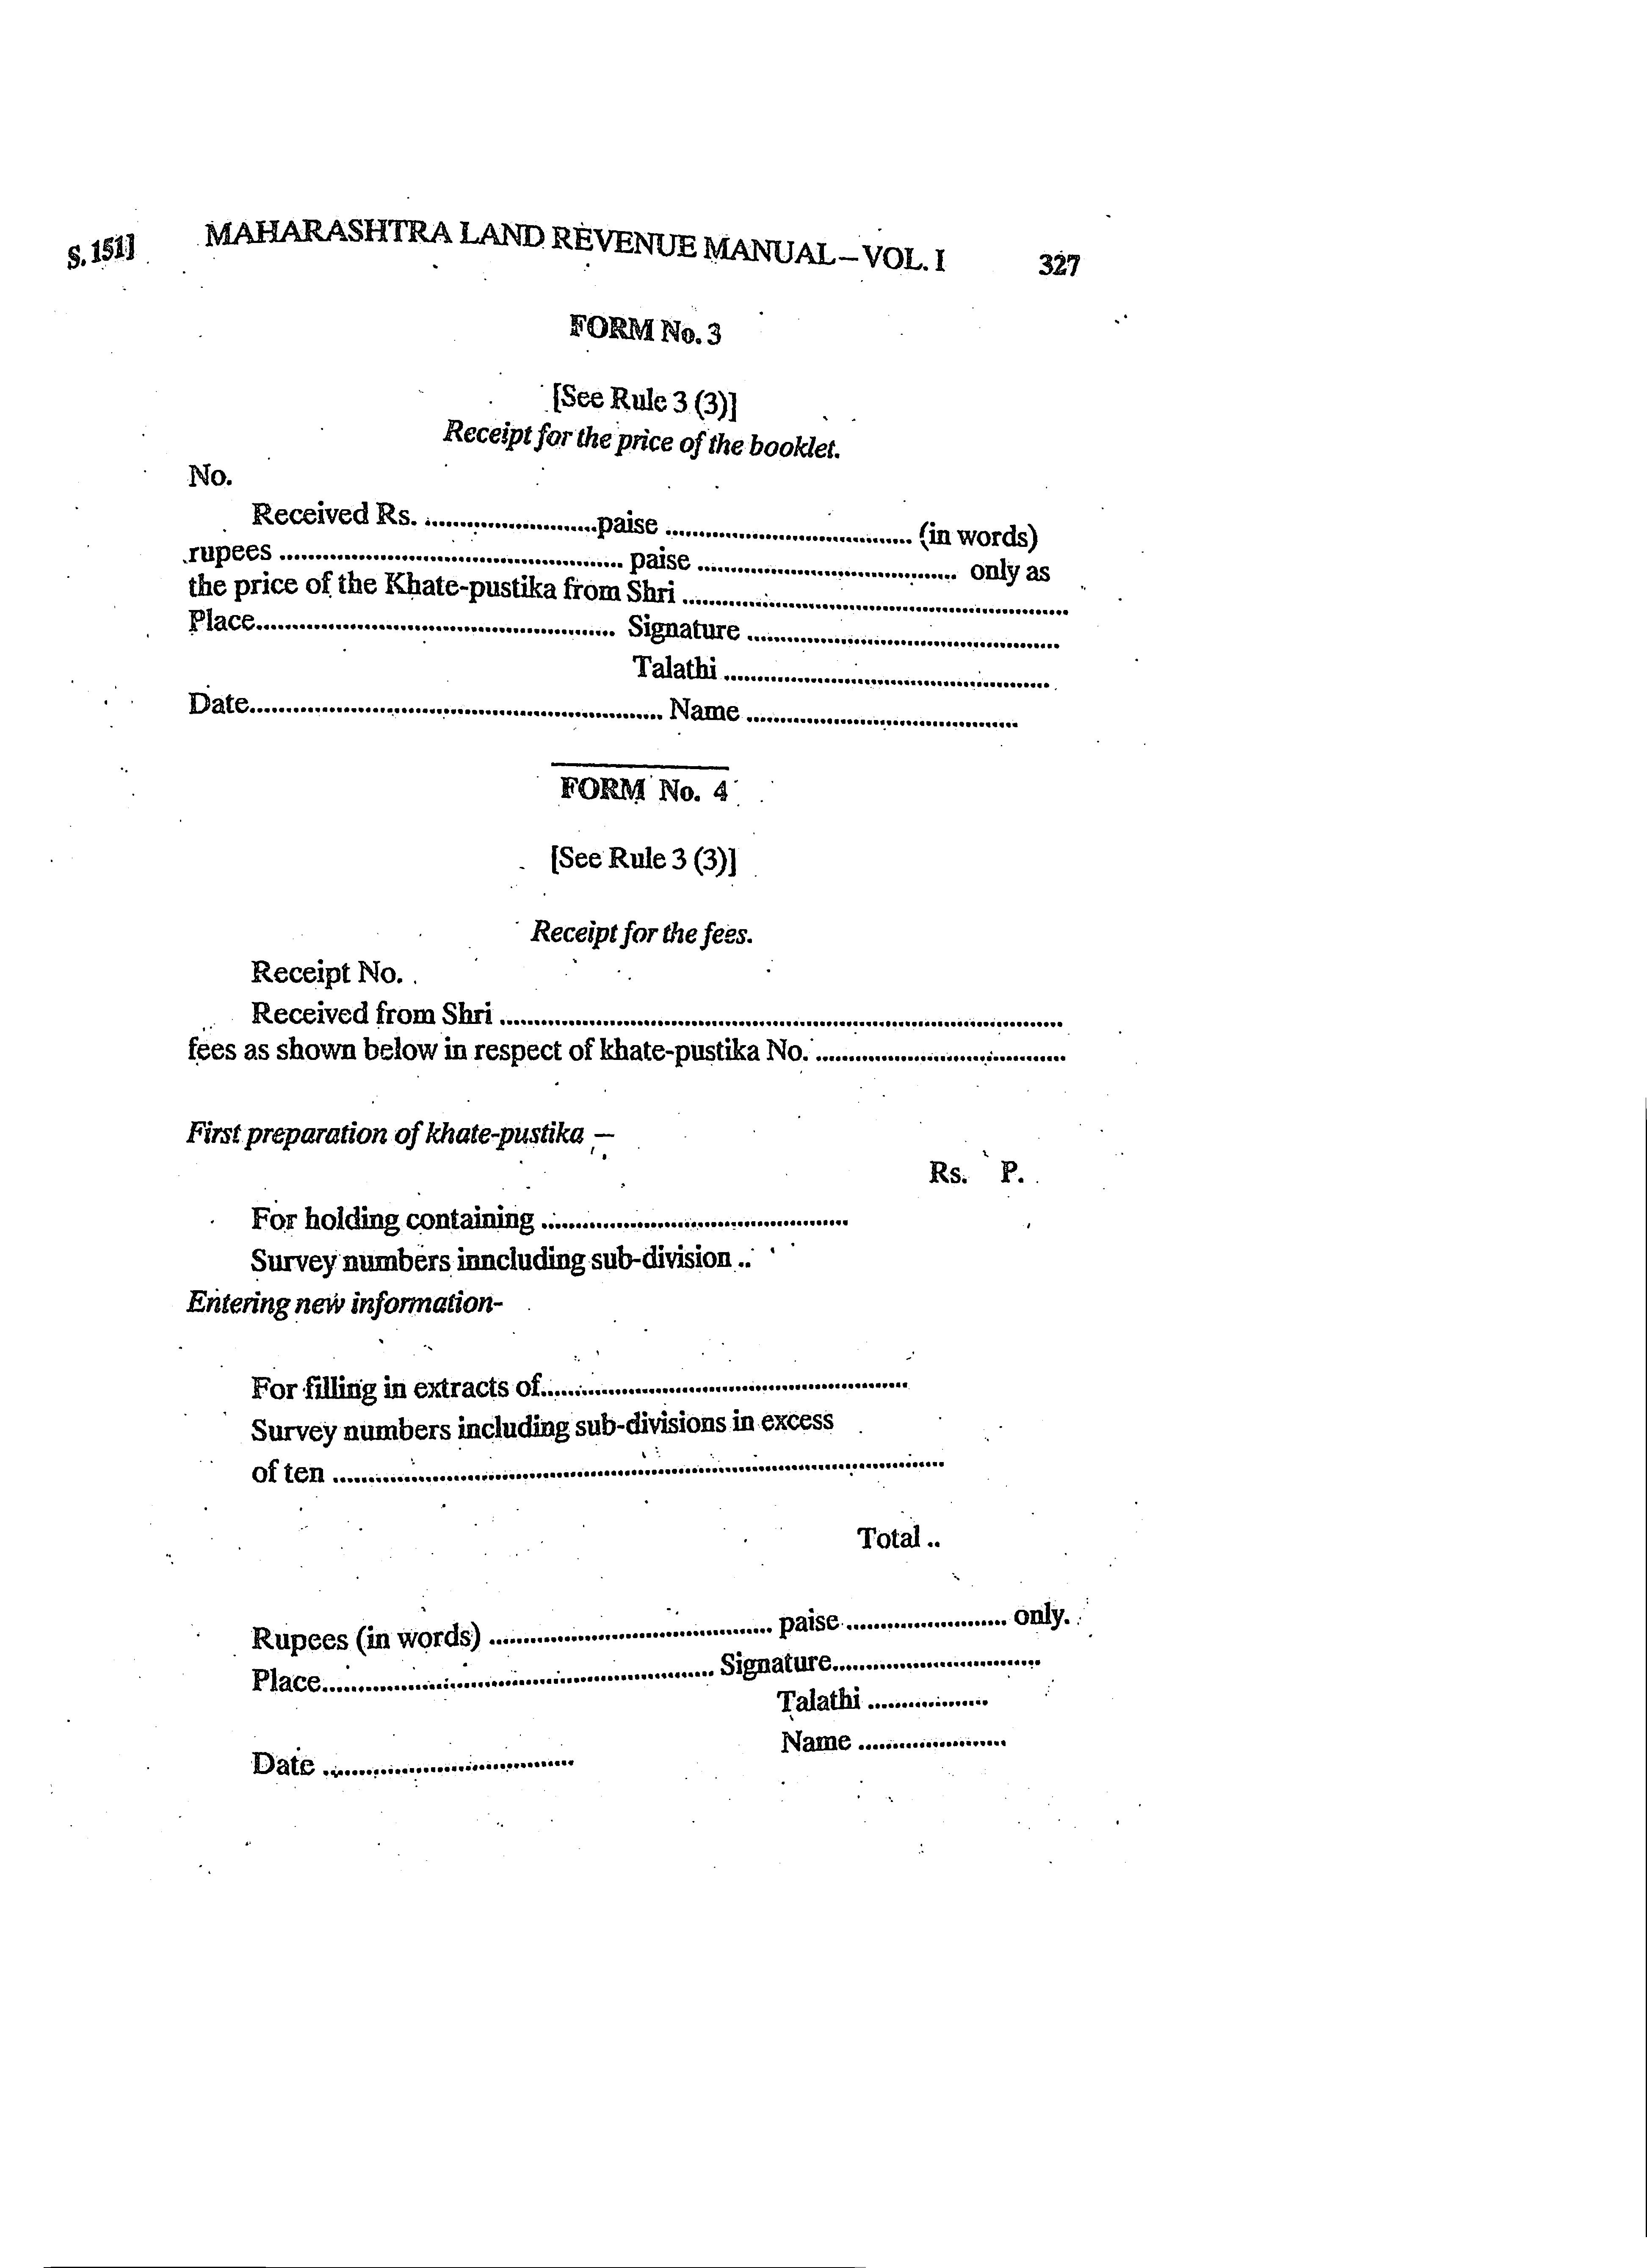 S. 151] MAHARASHTRA LAND REVENUE MANUAL – VOL. I 327
FORM No. 3
[See Rule 3 (3)]
Receipt for the price of the booklet.
No.
Received Rs. ........................paise .................................. (in words)
rupees ................................................ paise .................................... only as
the price of the Khate-pustika from Shri ......................................................
Place.................................................. Signature ...........................................
Talathi .............................................
Date......................................................... Name ......................................
FORM No. 4
[See Rule 3 (3)]
Receipt for the fees.
Receipt No.
Received from Shri ..............................................................................
fees as shown below in respect of khate-pustika No. ...................................
First preparation of khate-pustika –
Rs. P.
For holding containing ...........................................
Survey numbers inncluding sub-division ..
Entering new information-
For filling in extracts of...................................................
Survey numbers including sub-divisions in excess
of ten .....................................................................................
Total ..
Rupees (in words) ....................................... paise ...................... only.
Place...................................................... Signature.............................
Talathi .................
Name .....................
Date ...................................